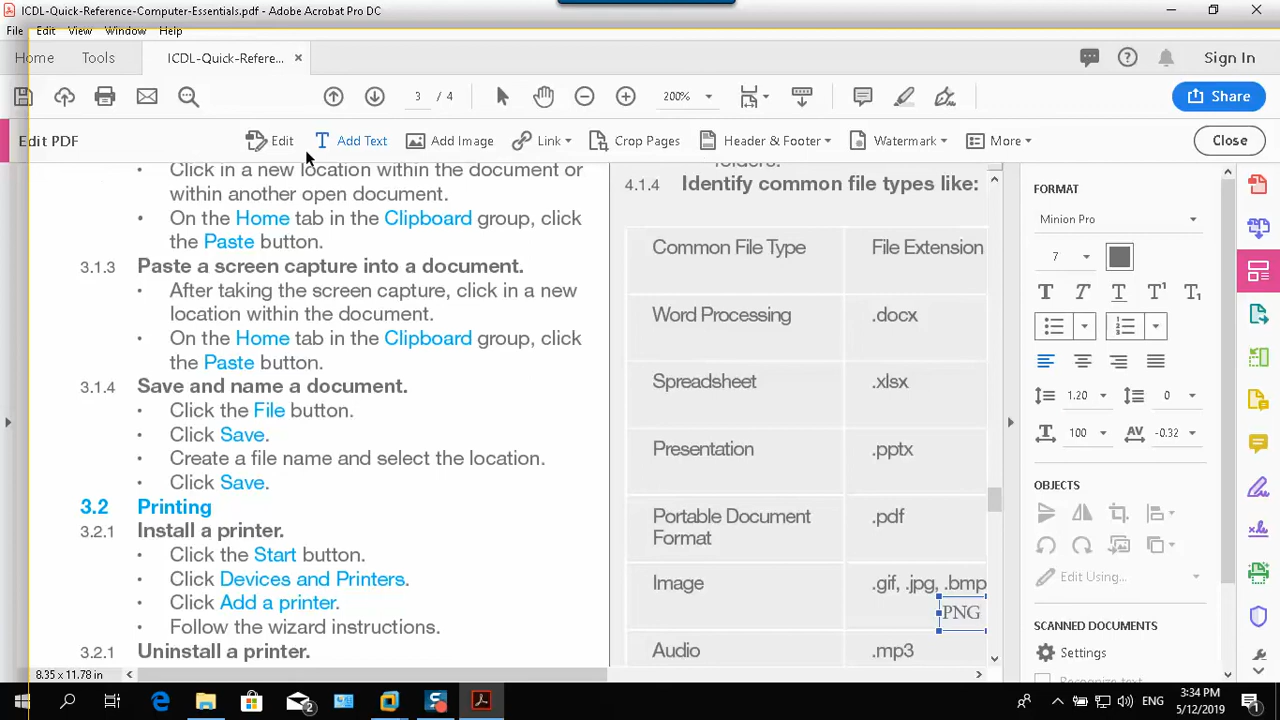 ICDL-Quick-Reference-Computer-Essentials.pdf - Adobe Acrobat Pro DC
File Edit View Window Help
Home Tools ICDL-Quick-Refere... ×
Sign In
3 / 4 200% Share
Edit PDF Edit Add Text Add Image Link Crop Pages Header & Footer Watermark More Close
• Click in a new location within the document or
within another open document.
• On the Home tab in the Clipboard group, click
the Paste button.
3.1.3 Paste a screen capture into a document.
• After taking the screen capture, click in a new
location within the document.
• On the Home tab in the Clipboard group, click
the Paste button.
3.1.4 Save and name a document.
• Click the File button.
• Click Save.
• Create a file name and select the location.
• Click Save.
3.2 Printing
3.2.1 Install a printer.
• Click the Start button.
• Click Devices and Printers.
• Click Add a printer.
• Follow the wizard instructions.
3.2.1 Uninstall a printer.
8.35 x 11.78 in
folders.
4.1.4 Identify common file types like:
Common File Type File Extension
Word Processing .docx
Spreadsheet .xlsx
Presentation .pptx
Portable Document .pdf
Format
Image .gif, .jpg, .bmp
PNG
Audio .mp3
FORMAT
Minion Pro
7
T T T T¹ T₁
1.20 0
100 AV -0.32
OBJECTS
Edit Using...
SCANNED DOCUMENTS
Settings
Recognize text
2 ENG 3:34 PM
5/12/2019 1